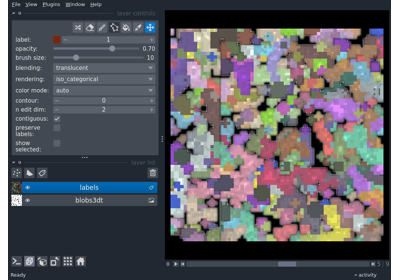 File View Plugins Window Help
layer controls
label: 1
opacity: 0.70
brush size: 10
blending: translucent
rendering: iso_categorical
color mode: auto
contour: 0
n edit dim: 2
contiguous:
preserve
labels:
show
selected:
layer list
labels
blobs3dt
Ready
activity